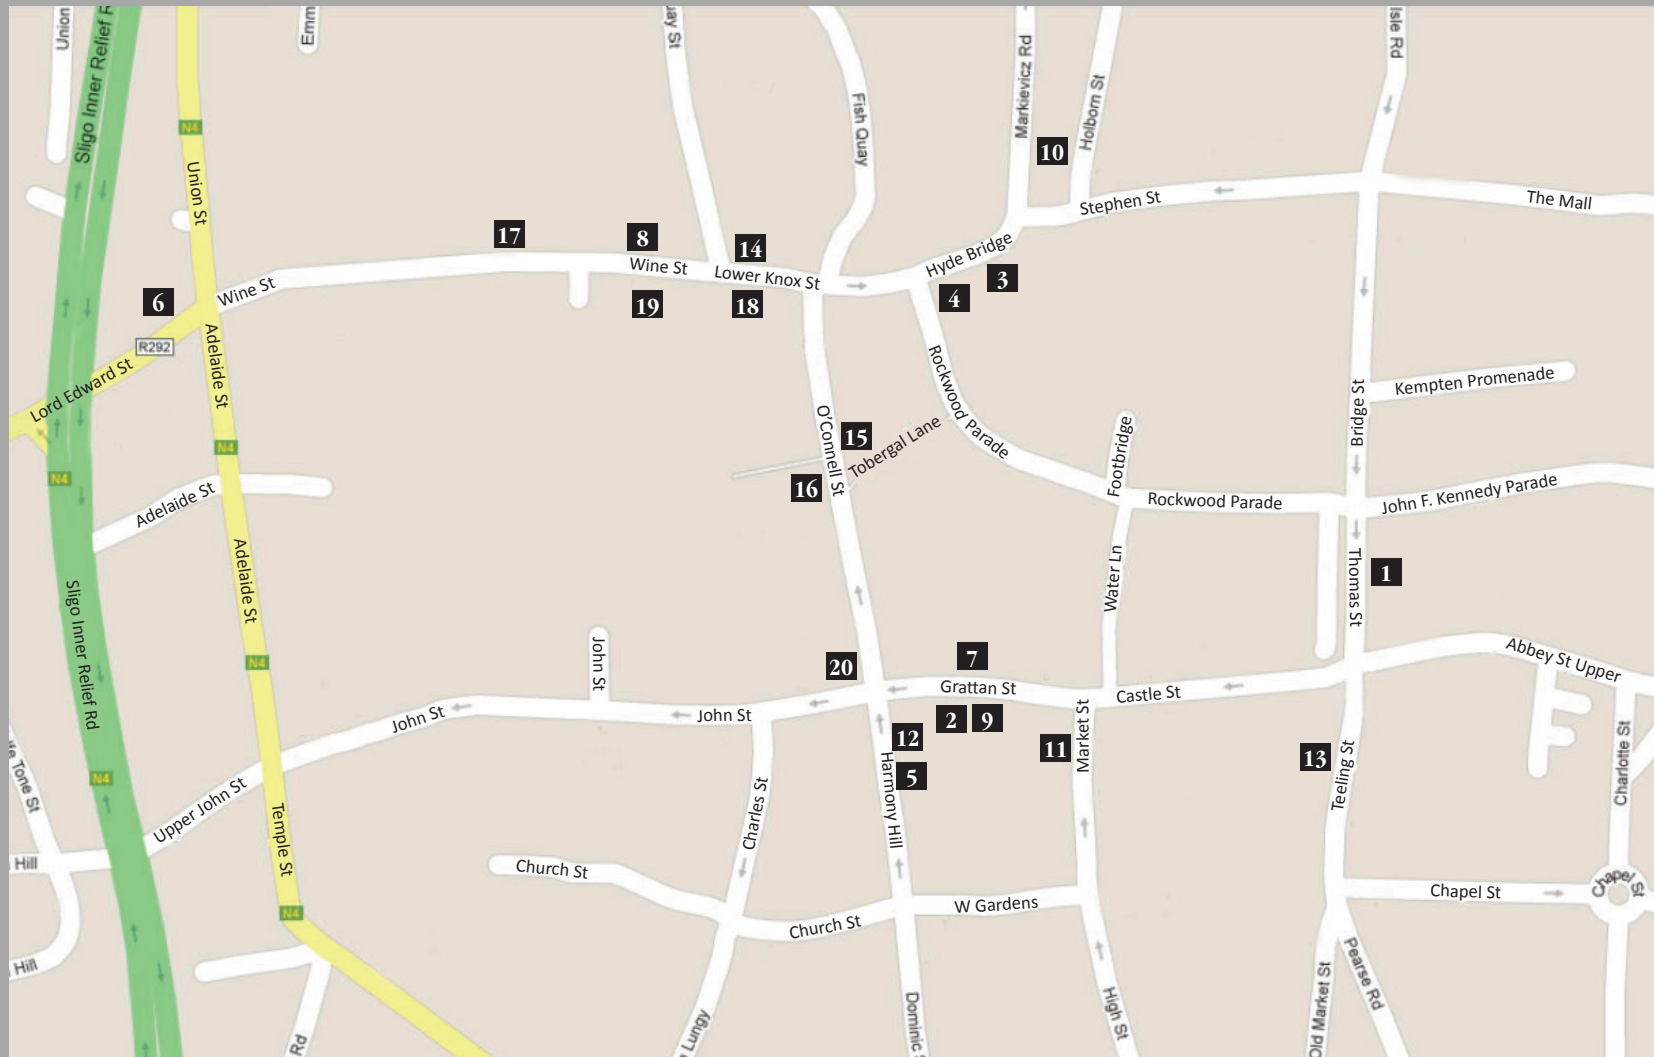 Union
Sligo Inner Relief R
Emm
ay St
Fish Quay
Markievicz Rd
Holborn St
Isle Rd
N4
10
Union St
Stephen St
The Mall
17
8
14
Hyde Bridge
Wine St
Lower Knox St
3
6
Wine St
19
18
4
R292
Adelaide St
Lord Edward St
Rockwood Parade
Kempten Promenade
Bridge St
O'Connell St
15
Tobergal Lane
Footbridge
N4
N4
16
Adelaide St
Rockwood Parade
John F. Kennedy Parade
Adelaide St
Water Ln
Thomas St
1
Sligo Inner Relief Rd
John St
20
7
N4
Grattan St
Castle St
Abbey St Upper
John St
John St
2
9
12
11
Market St
13
Teeling St
Charlotte St
5
Harmony Hill
N4
fe Tone St
Upper John St
Temple St
Charles St
Hill
Church St
Chapel St
Chapel St
W Gardens
N4
Church St
Hill
Pearse Rd
Old Market St
High St
Dominic S
Lungy
Rd